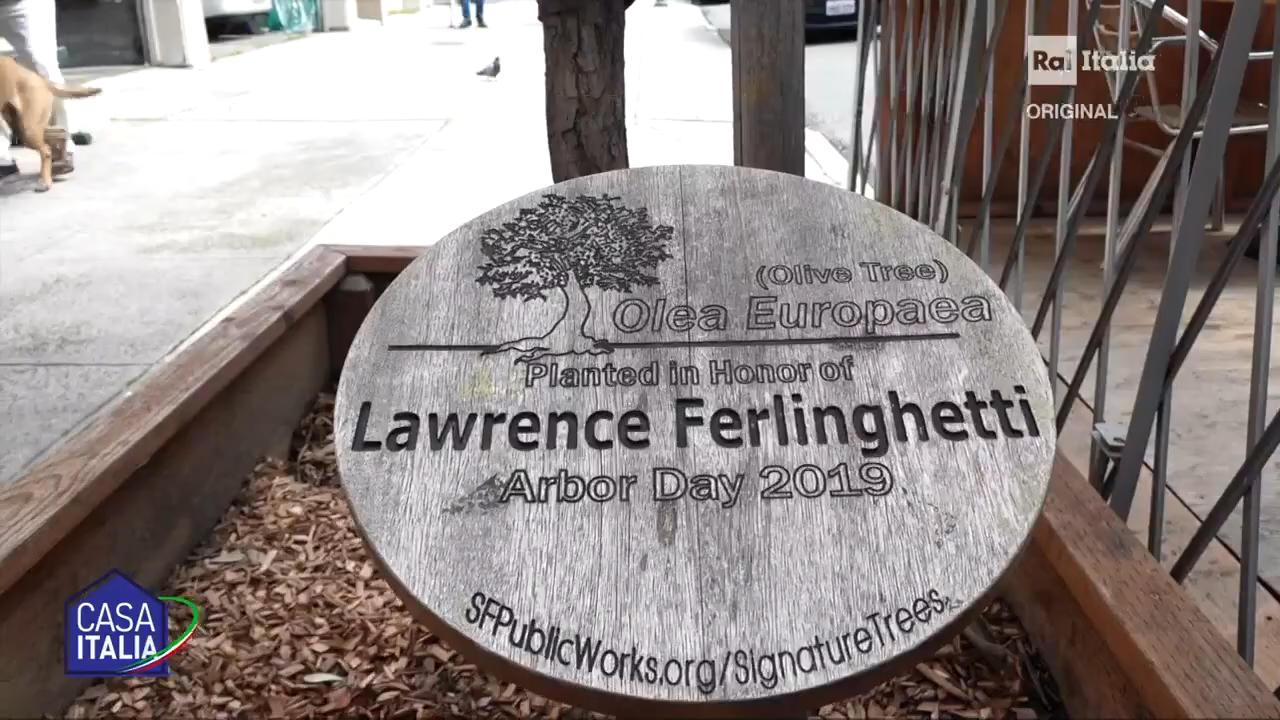 Rai Italia
ORIGINAL
(Olive Tree)
Olea Europaea
Planted in Honor of
Lawrence Ferlinghetti
Arbor Day 2019
SFPublicWorks.org/SignatureTrees
CASA
ITALIA